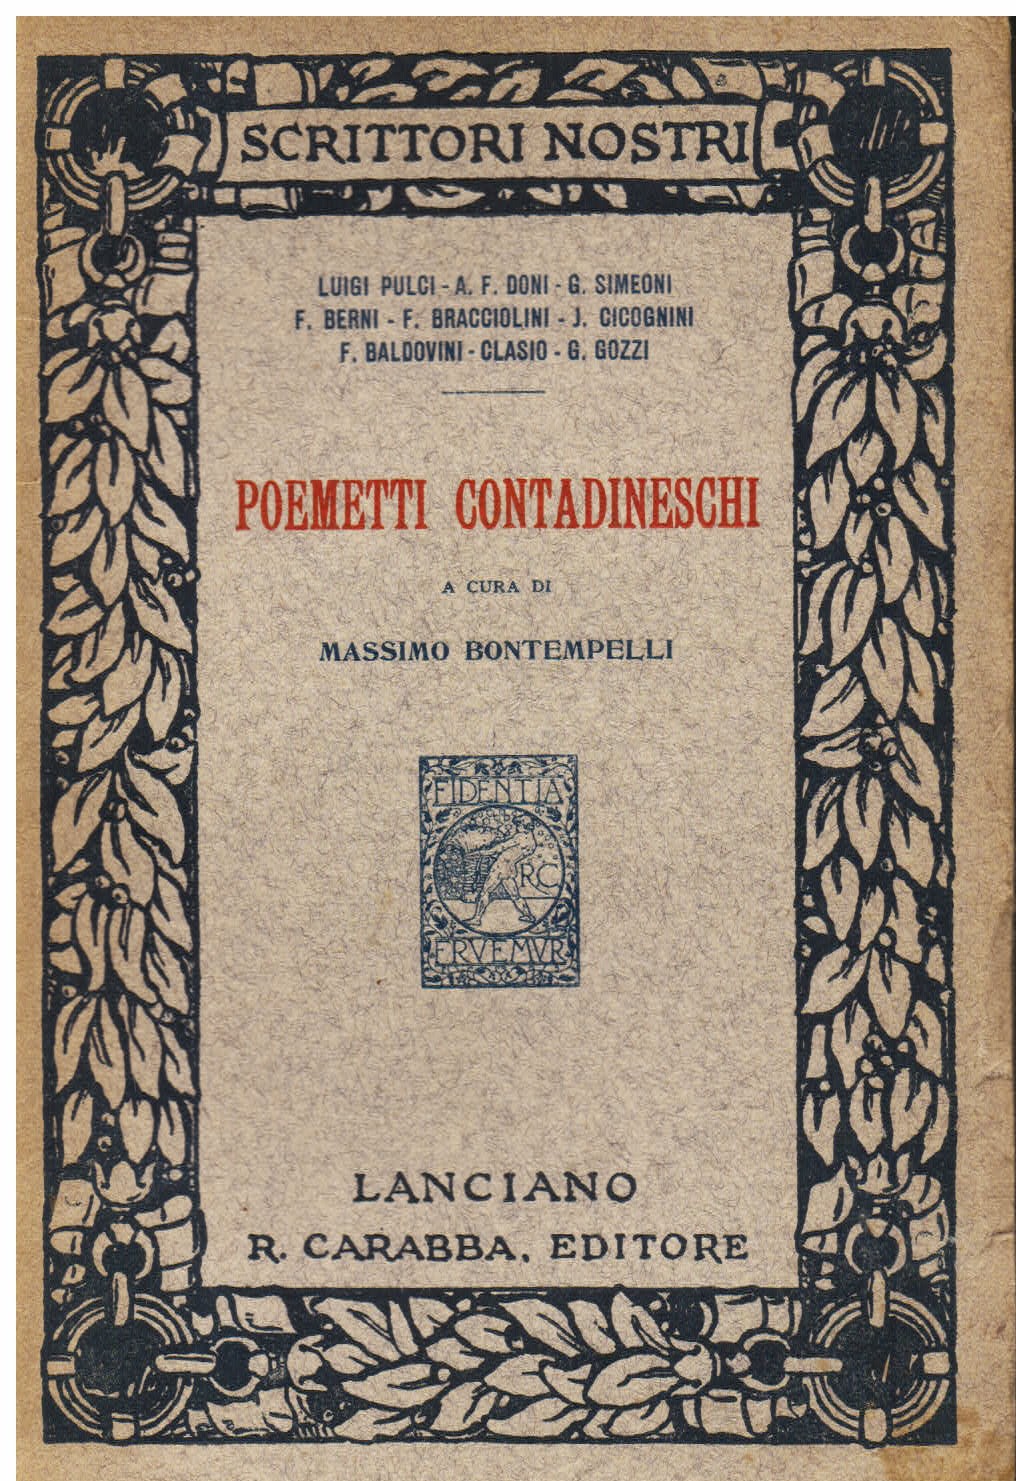 SCRITTORI NOSTRI
LUIGI PULCI - A. F. DONI - G. SIMEONI
F. BERNI - F. BRACCIOLINI - J. CICOGNINI
F. BALDOVINI - CLASIO - G. GOZZI
POEMETTI CONTADINESCHI
A CURA DI
MASSIMO BONTEMPELLI
FIDENTIA
RC
ERVEMVR
LANCIANO
R. CARABBA, EDITORE